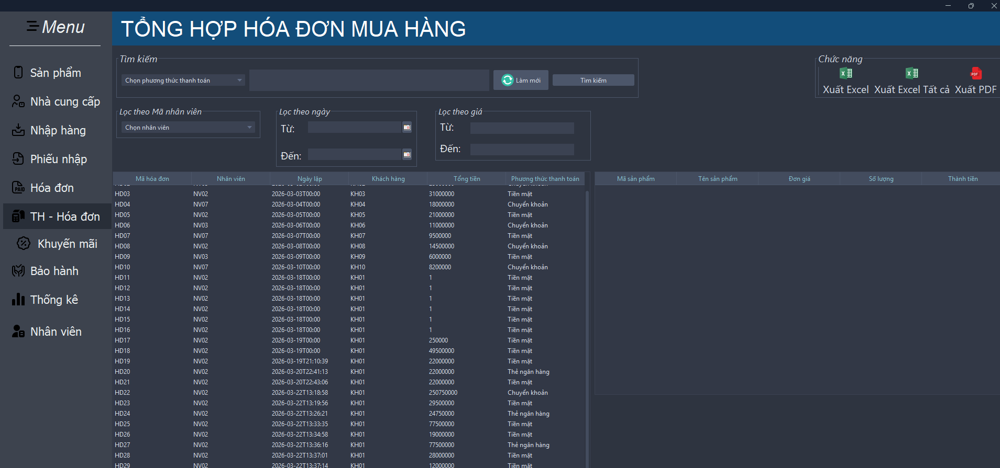 Menu
TỔNG HỢP HÓA ĐƠN MUA HÀNG
Sản phẩm
Nhà cung cấp
Nhập hàng
Phiếu nhập
Hóa đơn
TH - Hóa đơn
Khuyến mãi
Bảo hành
Thống kê
Nhân viên
Tìm kiếm
Chọn phương thức thanh toán
Làm mới
Tìm kiếm
Chức năng
Xuất Excel Xuất Excel Tất cả Xuất PDF
Lọc theo Mã nhân viên
Chọn nhân viên
Lọc theo ngày
Từ:
Đến:
Lọc theo giá
Từ:
Đến:
Mã hóa đơn Nhân viên Ngày lập Khách hàng Tổng tiền Phương thức thanh toán
HD03 NV02 2026-03-03T00:00 KH03 31000000 Tiền mặt
HD04 NV07 2026-03-04T00:00 KH04 18000000 Chuyển khoản
HD05 NV02 2026-03-05T00:00 KH05 21000000 Tiền mặt
HD06 NV03 2026-03-06T00:00 KH06 11000000 Chuyển khoản
HD07 NV07 2026-03-07T00:00 KH07 9500000 Tiền mặt
HD08 NV02 2026-03-08T00:00 KH08 14500000 Chuyển khoản
HD09 NV03 2026-03-09T00:00 KH09 6000000 Tiền mặt
HD10 NV07 2026-03-10T00:00 KH10 8200000 Chuyển khoản
HD11 NV02 2026-03-18T00:00 KH01 1 Tiền mặt
HD12 NV02 2026-03-18T00:00 KH01 1 Tiền mặt
HD13 NV02 2026-03-18T00:00 KH01 1 Tiền mặt
HD14 NV02 2026-03-18T00:00 KH01 1 Tiền mặt
HD15 NV02 2026-03-18T00:00 KH01 1 Tiền mặt
HD16 NV02 2026-03-18T00:00 KH01 1 Tiền mặt
HD17 NV02 2026-03-19T00:00 KH01 250000 Tiền mặt
HD18 NV02 2026-03-19T00:00 KH01 49500000 Tiền mặt
HD19 NV02 2026-03-19T21:10:39 KH01 22000000 Tiền mặt
HD20 NV02 2026-03-20T22:41:13 KH01 22000000 Thẻ ngân hàng
HD21 NV02 2026-03-20T22:43:06 KH01 22000000 Tiền mặt
HD22 NV02 2026-03-22T13:18:58 KH01 250750000 Chuyển khoản
HD23 NV02 2026-03-22T13:19:56 KH01 29500000 Tiền mặt
HD24 NV02 2026-03-22T13:26:21 KH01 24750000 Thẻ ngân hàng
HD25 NV02 2026-03-22T13:33:35 KH01 77500000 Tiền mặt
HD26 NV02 2026-03-22T13:34:58 KH01 19000000 Tiền mặt
HD27 NV02 2026-03-22T13:36:16 KH01 77500000 Thẻ ngân hàng
HD28 NV02 2026-03-22T13:37:01 KH01 28000000 Tiền mặt
HD29 NV02 2026-03-22T13:37:14 KH01 12000000 Tiền mặt
Mã sản phẩm Tên sản phẩm Đơn giá Số lượng Thành tiền